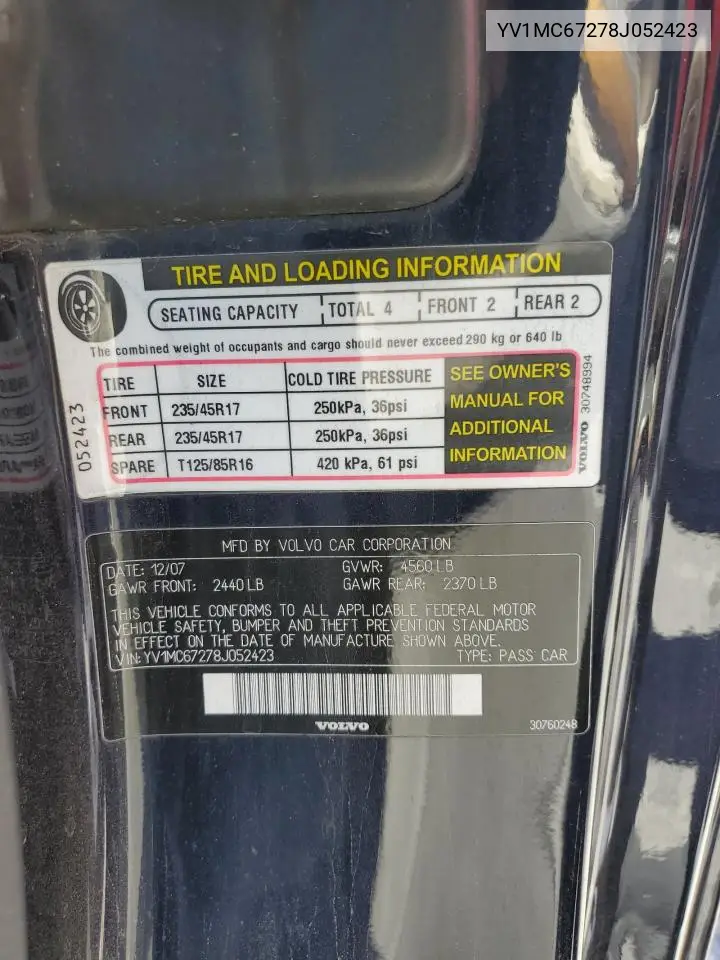 YV1MC67278J052423
TIRE AND LOADING INFORMATION
SEATING CAPACITY TOTAL 4 FRONT 2 REAR 2
The combined weight of occupants and cargo should never exceed 290 kg or 640 lb
TIRE SIZE COLD TIRE PRESSURE
FRONT 235/45R17 250kPa, 36psi
REAR 235/45R17 250kPa, 36psi
SPARE T125/85R16 420 kPa, 61 psi
SEE OWNER'S
MANUAL FOR
ADDITIONAL
INFORMATION
052423
VOLVO 30748994
MFD BY VOLVO CAR CORPORATION
DATE: 12/07 GVWR: 4560 LB
GAWR FRONT: 2440 LB GAWR REAR: 2370 LB
THIS VEHICLE CONFORMS TO ALL APPLICABLE FEDERAL MOTOR
VEHICLE SAFETY, BUMPER AND THEFT PREVENTION STANDARDS
IN EFFECT ON THE DATE OF MANUFACTURE SHOWN ABOVE.
VIN: YV1MC67278J052423 TYPE: PASS CAR
VOLVO 30760248